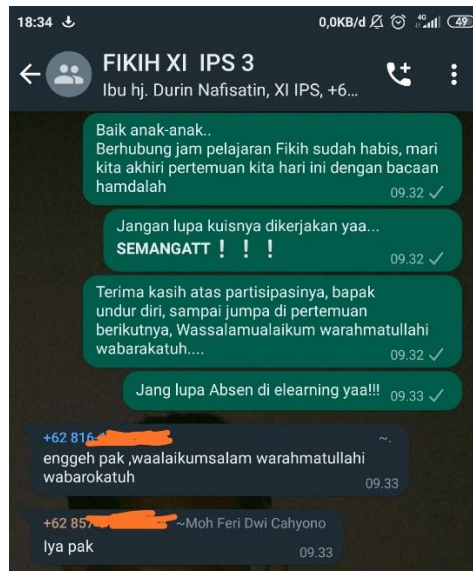 18:34 0,0KB/d 4G 49
FIKIH XI IPS 3
Ibu hj. Durin Nafisatin, XI IPS, +6...
Baik anak-anak..
Berhubung jam pelajaran Fikih sudah habis, mari
kita akhiri pertemuan kita hari ini dengan bacaan
hamdalah
09.32
Jangan lupa kuisnya dikerjakan yaa...
SEMANGATT❗❗❗
09.32
Terima kasih atas partisipasinya, bapak
undur diri, sampai jumpa di pertemuan
berikutnya, Wassalamualaikum warahmatullahi
wabarakatuh....
09.32
Jang lupa Absen di elearning yaa!!! 09.33
+62 816- ~.
enggeh pak ,waalaikumsalam warahmatullahi
wabarokatuh
09.33
+62 857 ~Moh Feri Dwi Cahyono
Iya pak
09.33